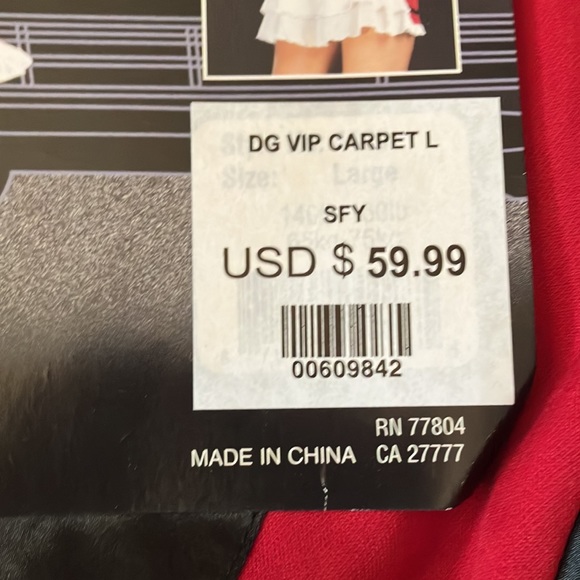 DG VIP CARPET L
Size: Large
SFY
USD $ 59.99
00609842
RN 77804
MADE IN CHINA CA 27777